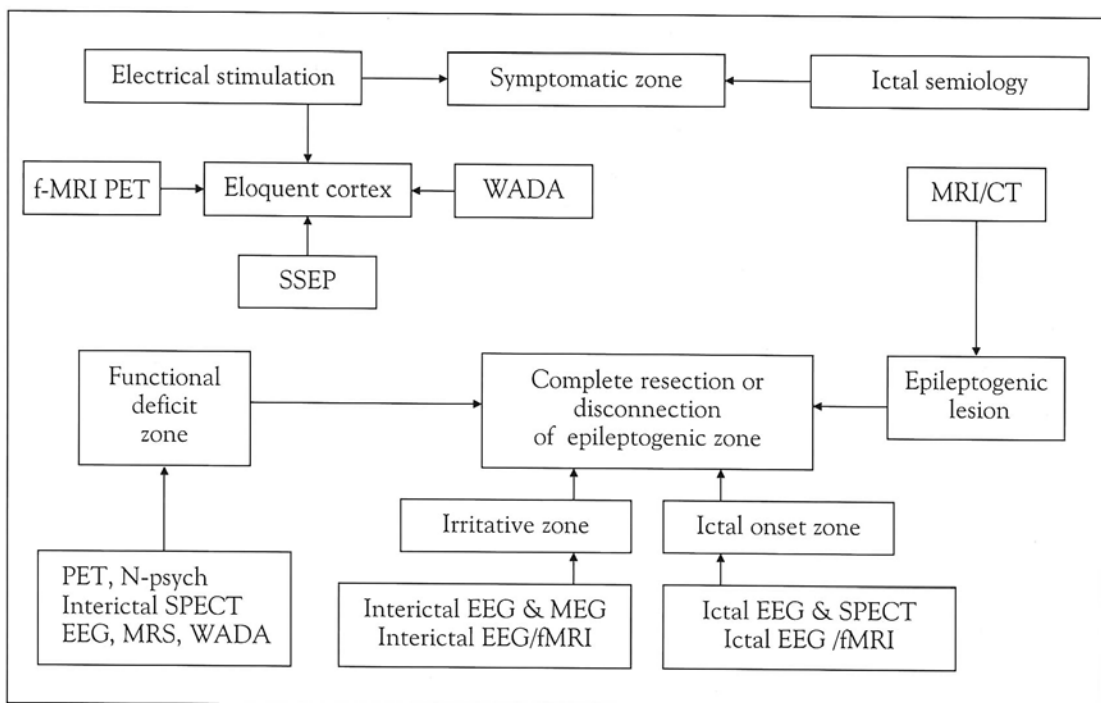 Electrical stimulation
Symptomatic zone
Ictal semiology
f-MRI PET
Eloquent cortex
WADA
MRI/CT
SSEP
Functional
deficit
zone
Complete resection or
disconnection
of epileptogenic zone
Epileptogenic
lesion
Irritative zone
Ictal onset zone
PET, N-psych
Interictal SPECT
EEG, MRS, WADA
Interictal EEG & MEG
Interictal EEG/fMRI
Ictal EEG & SPECT
Ictal EEG /fMRI